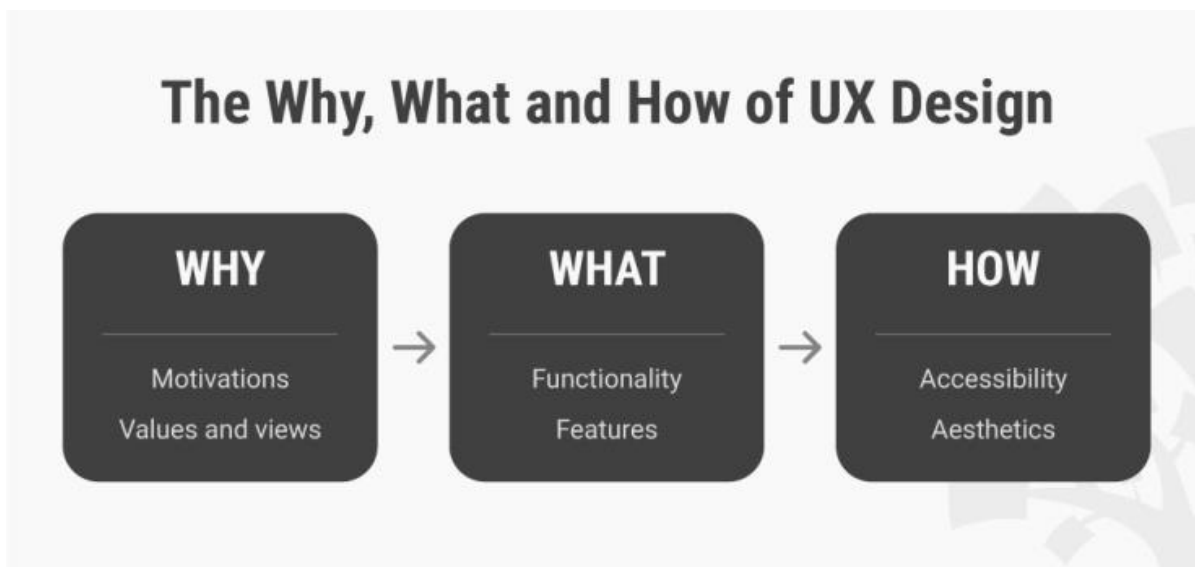 The Why, What and How of UX Design
WHY
Motivations
Values and views
WHAT
Functionality
Features
HOW
Accessibility
Aesthetics